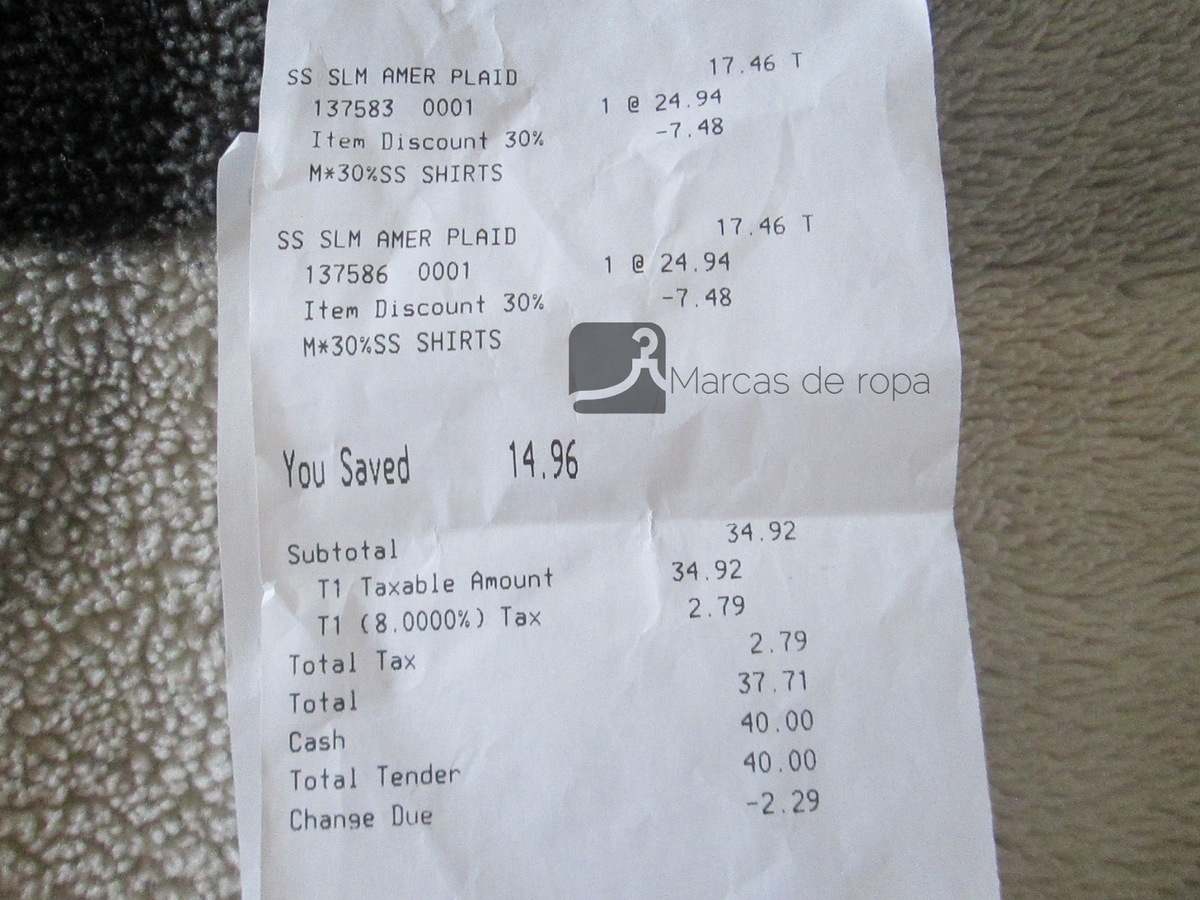 SS SLM AMER PLAID 17.46 T
137583 0001 1 @ 24.94
Item Discount 30% -7.48
M*30%SS SHIRTS
SS SLM AMER PLAID 17.46 T
137586 0001 1 @ 24.94
Item Discount 30% -7.48
M*30%SS SHIRTS
Marcas de ropa
You Saved 14.96
Subtotal 34.92
T1 Taxable Amount 34.92
T1 (8.0000%) Tax 2.79
Total Tax 2.79
Total 37.71
Cash 40.00
Total Tender 40.00
Change Due -2.29